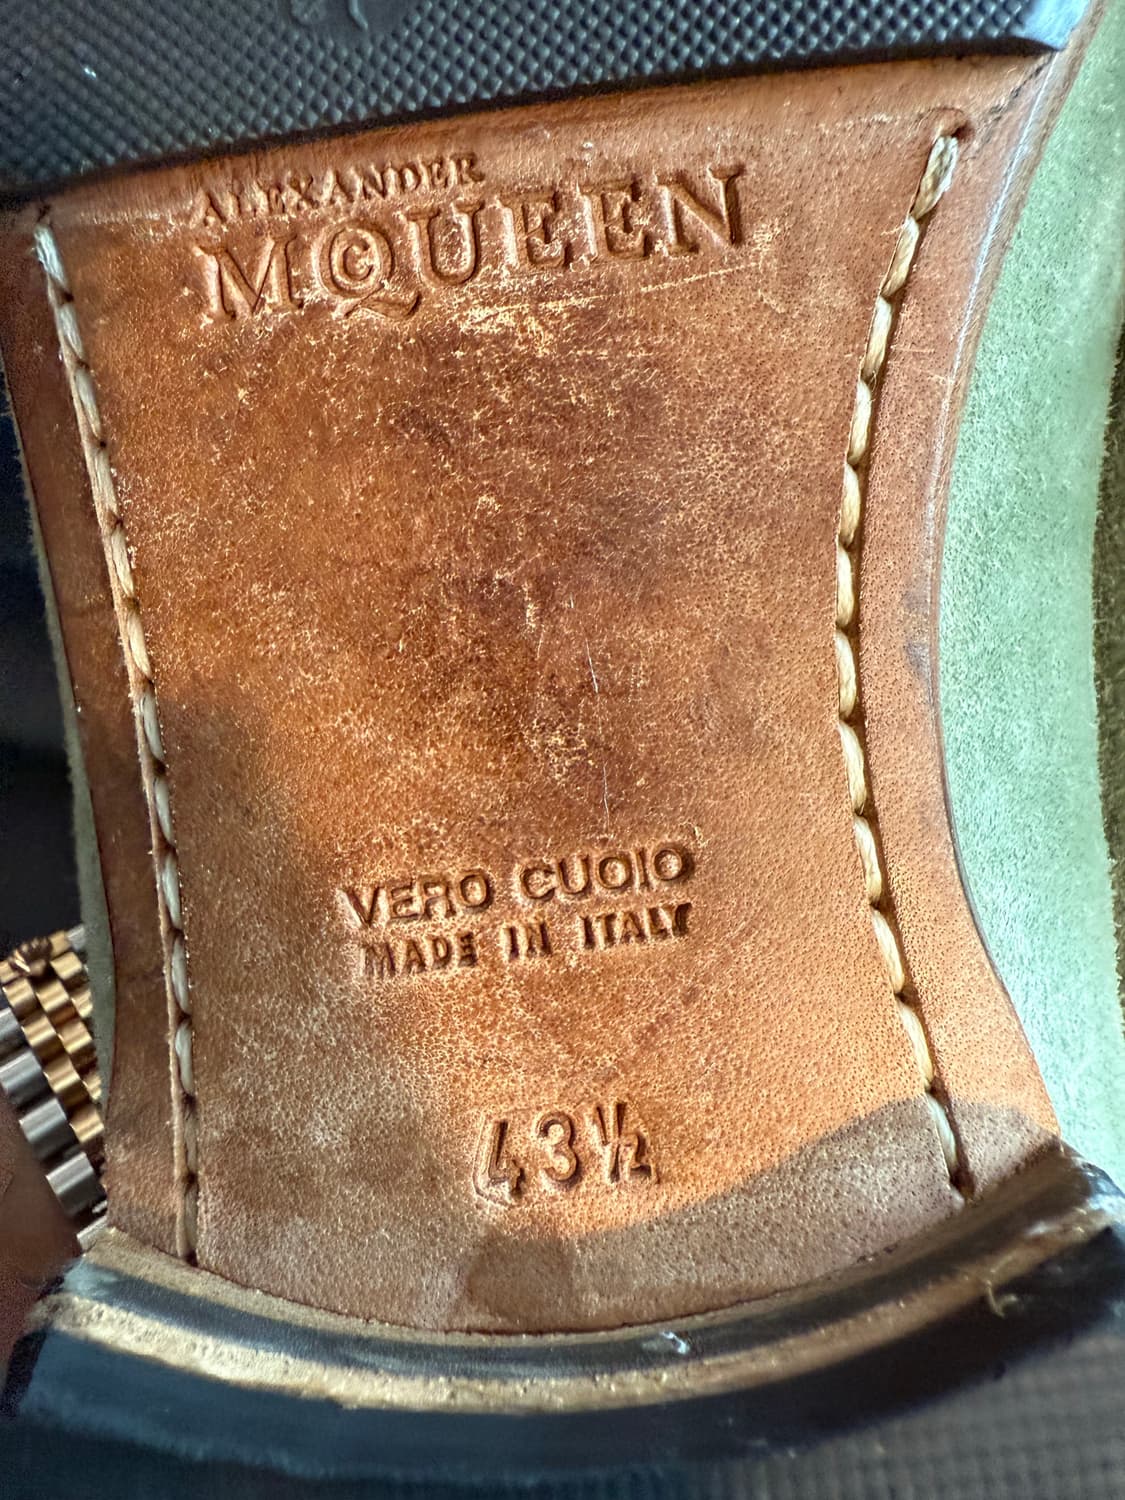 ALEXANDER
MCQUEEN
VERO CUOIO
MADE IN ITALY
43½